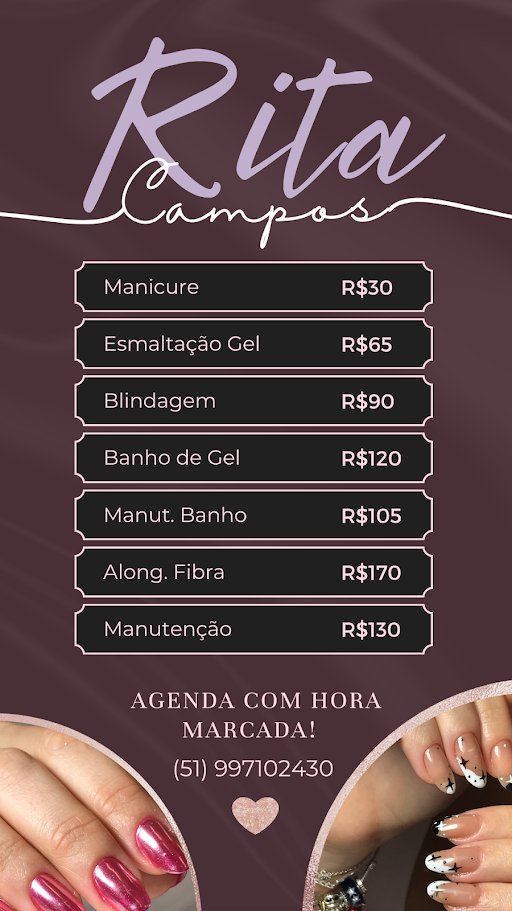 Rita
Campos
Manicure R$30
Esmaltação Gel R$65
Blindagem R$90
Banho de Gel R$120
Manut. Banho R$105
Along. Fibra R$170
Manutenção R$130
AGENDA COM HORA
MARCADA!
(51) 997102430